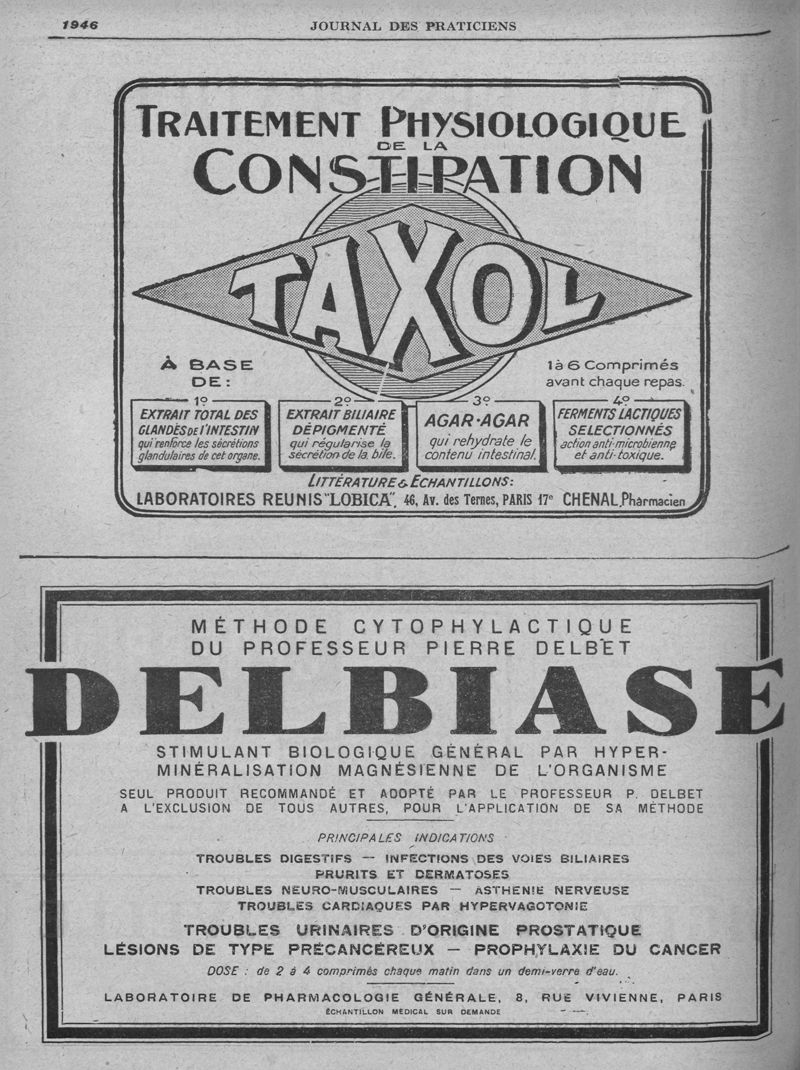 1946
JOURNAL DES PRATICIENS
TRAITEMENT PHYSIOLOGIQUE
DE LA
CONSTIPATION
TAXOL
À BASE
DE:
1à 6 Comprimés
avant chaque repas.
1º
EXTRAIT TOTAL DES
GLANDES DE L'INTESTIN
qui renforce les sécrétions
glandulaires de cet organe.
2º
EXTRAIT BILIAIRE
DÉPIGMENTÉ
qui régularise la
sécrétion de la bile.
3º
AGAR-AGAR
qui rehydrate le
contenu intestinal.
4º
FERMENTS LACTIQUES
SELECTIONNÉS
action anti-microbienne
et anti-toxique.
LITTÉRATURE & ECHANTILLONS:
LABORATOIRES REUNIS "LOBICA", 46, Av. des Ternes, PARIS 17e CHENAL, Pharmacien
MÉTHODE CYTOPHYLACTIQUE
DU PROFESSEUR PIERRE DELBET
DELBIASE
STIMULANT BIOLOGIQUE GÉNÉRAL PAR HYPER-
MINÉRALISATION MAGNÉSIENNE DE L'ORGANISME
SEUL PRODUIT RECOMMANDÉ ET ADOPTÉ PAR LE PROFESSEUR P. DELBET
A L'EXCLUSION DE TOUS AUTRES, POUR L'APPLICATION DE SA MÉTHODE
PRINCIPALES INDICATIONS
TROUBLES DIGESTIFS — INFECTIONS DES VOIES BILIAIRES
PRURITS ET DERMATOSES
TROUBLES NEURO-MUSCULAIRES — ASTHÉNIE NERVEUSE
TROUBLES CARDIAQUES PAR HYPERVAGOTONIE
TROUBLES URINAIRES D'ORIGINE PROSTATIQUE
LÉSIONS DE TYPE PRÉCANCÉREUX — PROPHYLAXIE DU CANCER
DOSE : de 2 à 4 comprimés chaque matin dans un demi-verre d'eau.
LABORATOIRE DE PHARMACOLOGIE GÉNÉRALE, 8, RUE VIVIENNE, PARIS
ÉCHANTILLON MÉDICAL SUR DEMANDE